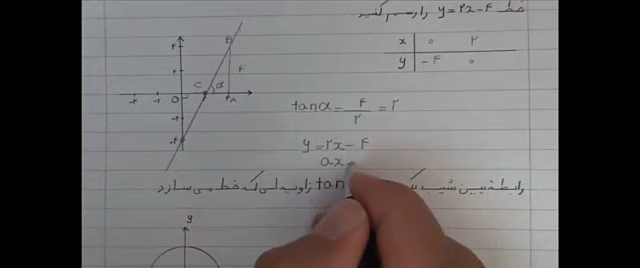 خط y=۲x-۴ را رسم کنید
x ۰ ۲
y -۴ ۰
B
۴
C α
O A
tanα = ۴/۲ = ۲
y=۲x-۴
ax
رابطهٔ بین شیب tan زاویه ای که خط می سازد
y